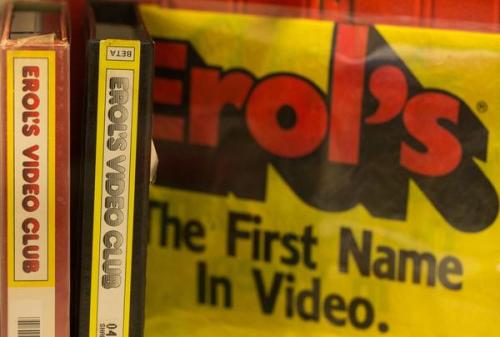 EROL'S VIDEO CLUB
BETA
EROL'S VIDEO CLUB
04
Erol's®
The First Name
in Video.